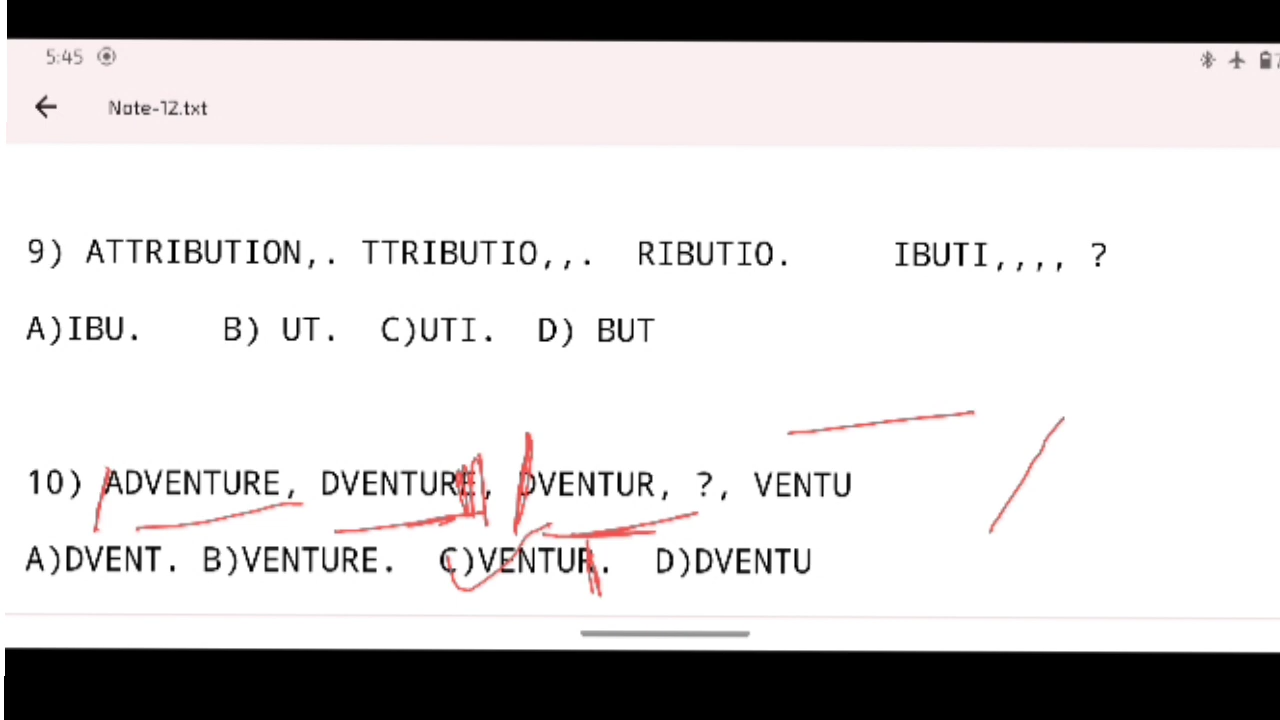 5:45
Note-12.txt
9) ATTRIBUTION,. TTRIBUTIO,,. RIBUTIO. IBUTI,,,, ?
A)IBU. B) UT. C)UTI. D) BUT
10) ADVENTURE, DVENTURE, DVENTUR, ?, VENTU
A)DVENT. B)VENTURE. C)VENTUR. D)DVENTU